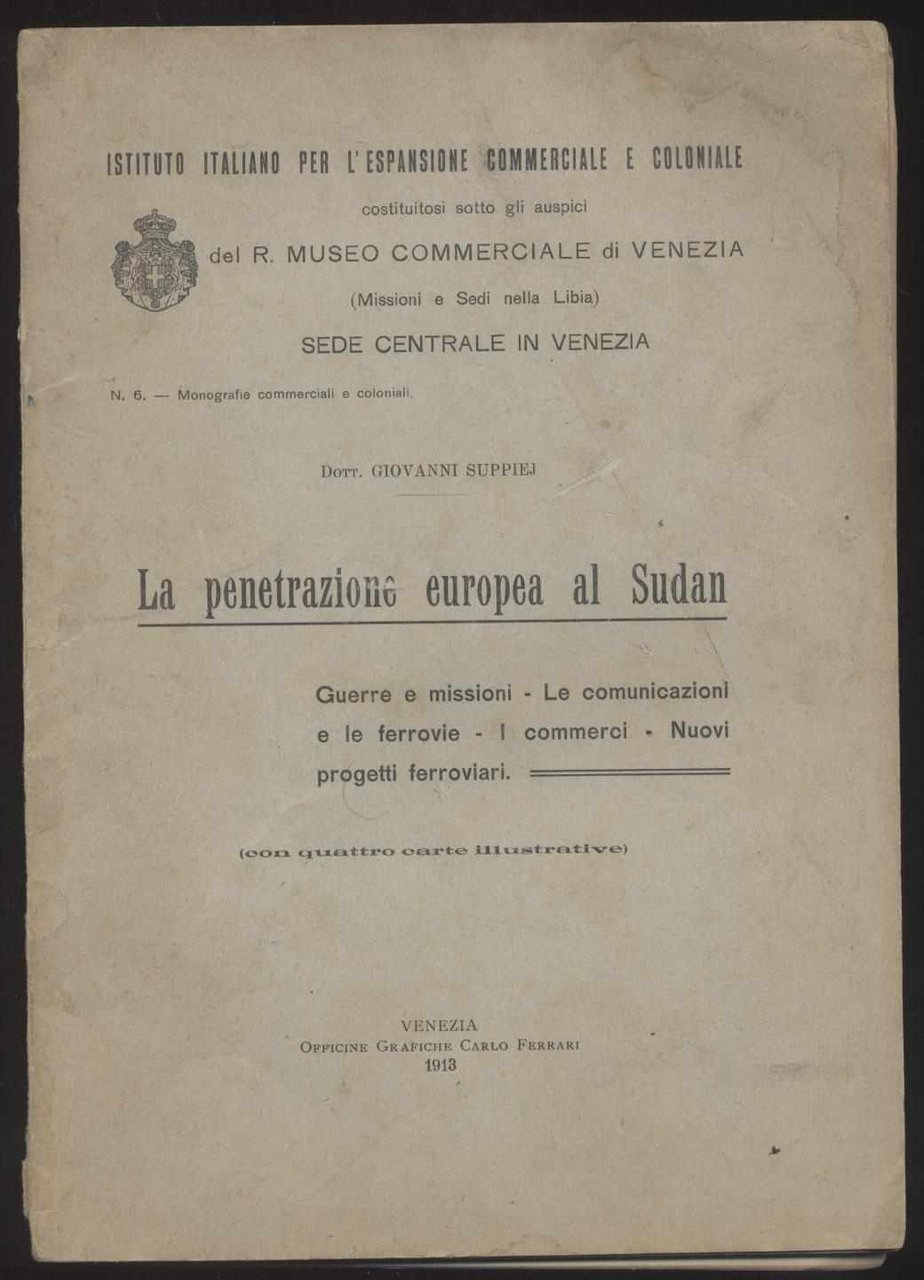 ISTITUTO ITALIANO PER L'ESPANSIONE COMMERCIALE E COLONIALE
costituitosi sotto gli auspici
del R. MUSEO COMMERCIALE di VENEZIA
(Missioni e Sedi nella Libia)
SEDE CENTRALE IN VENEZIA
N. 6. — Monografie commerciali e coloniali.
Dott. GIOVANNI SUPPIEJ
La penetrazione europea al Sudan
Guerre e missioni - Le comunicazioni
e le ferrovie - I commerci - Nuovi
progetti ferroviari.
(con quattro carte illustrative)
VENEZIA
Officine Grafiche Carlo Ferrari
1913